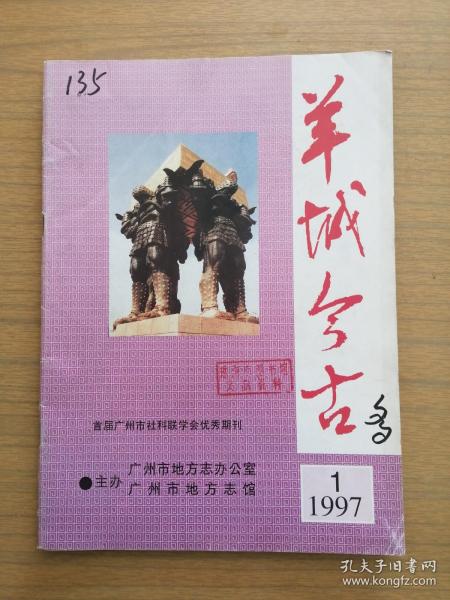 135
羊城今古
首届广州市社科联学会优秀期刊
●主办
广州市地方志办公室
广州市地方志馆
1
1997
孔夫子旧书网
www.kongfz.com